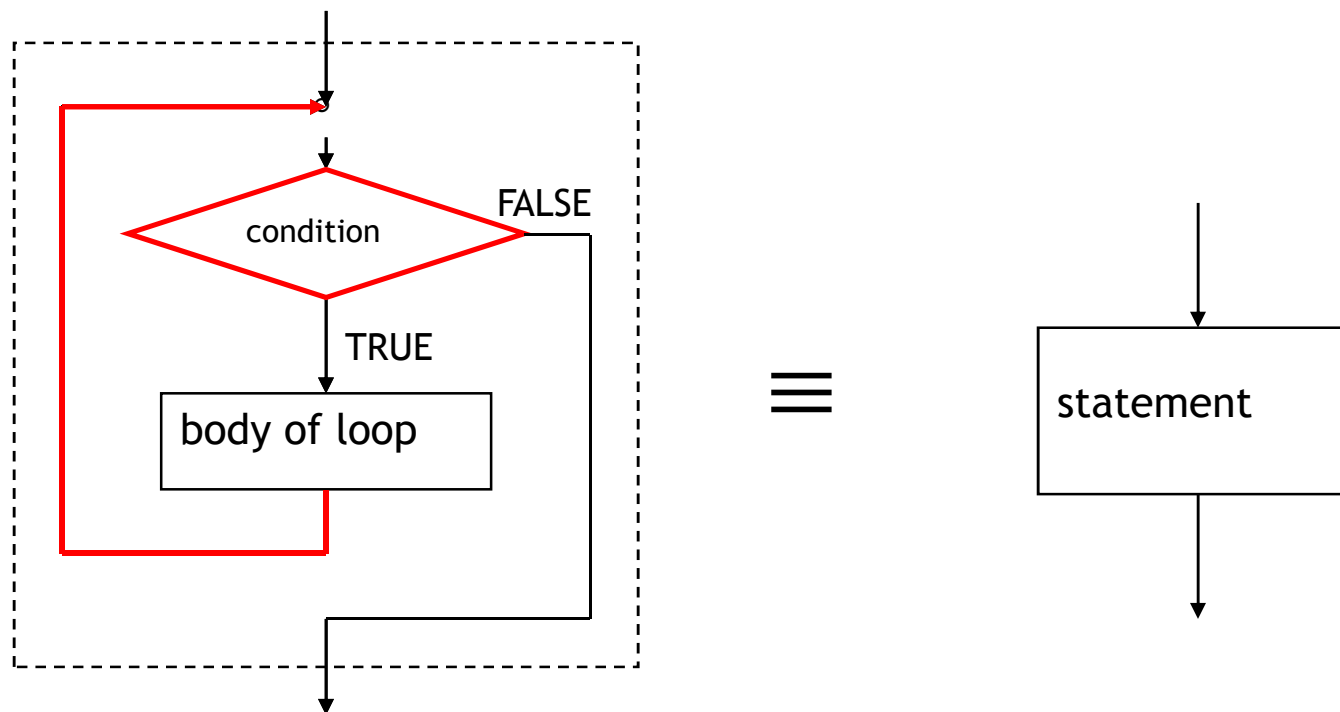 FALSE
condition
TRUE
body of loop
≡
statement